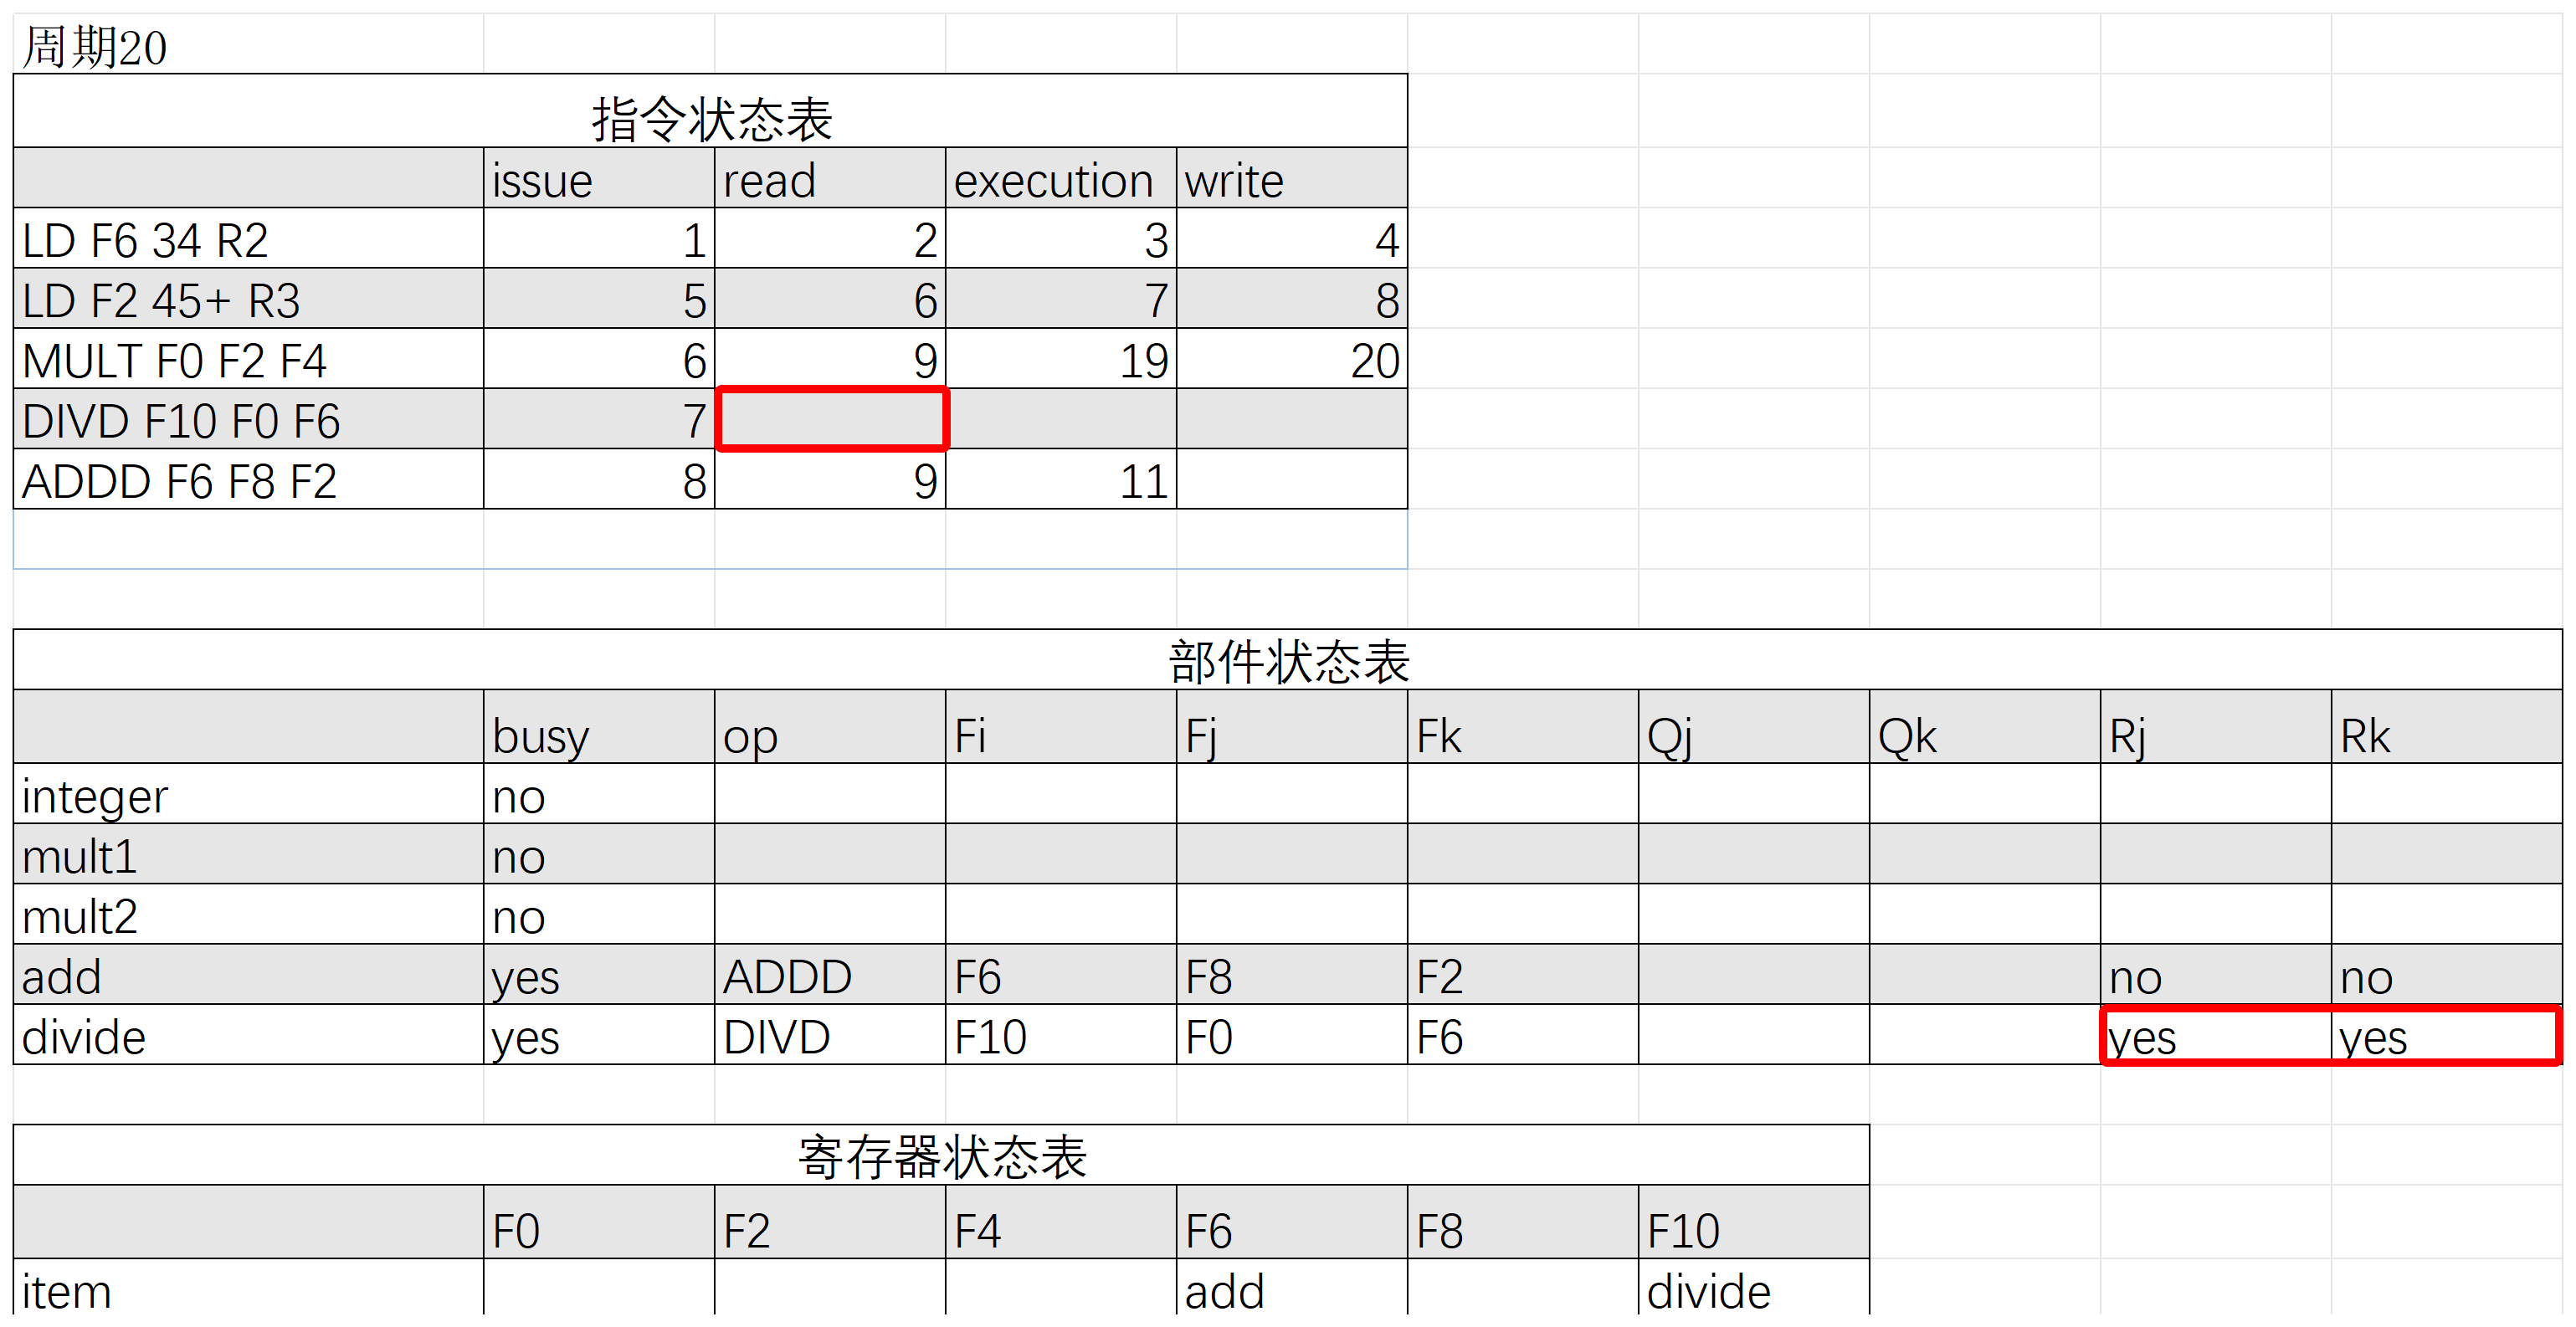 周期20
指令状态表
issue read execution write
LD F6 34 R2 1 2 3 4
LD F2 45+ R3 5 6 7 8
MULT F0 F2 F4 6 9 19 20
DIVD F10 F0 F6 7
ADDD F6 F8 F2 8 9 11
部件状态表
busy op Fi Fj Fk Qj Qk Rj Rk
integer no
mult1 no
mult2 no
add yes ADDD F6 F8 F2 no no
divide yes DIVD F10 F0 F6 yes yes
寄存器状态表
F0 F2 F4 F6 F8 F10
item add divide